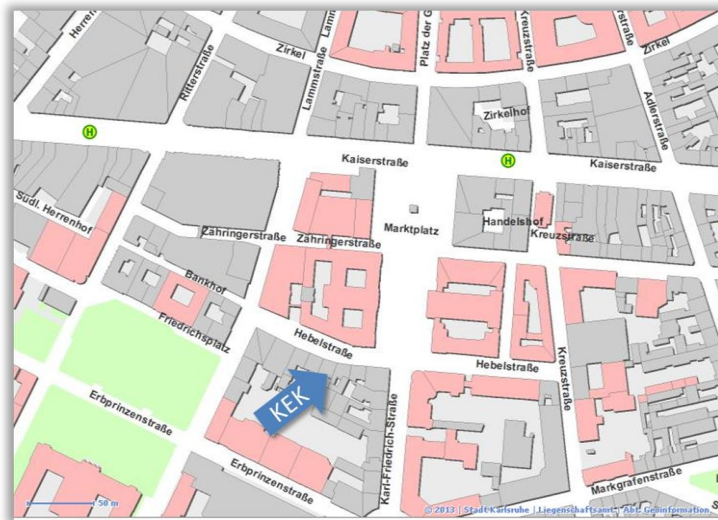 Herren
Ritterstraße
Zirkel
Lammstraße
Lamm
Platz der G
Kreuzstraße
rstraße
Zirkel
Zirkelhof
Adlerstraße
H
H
Kaiserstraße
Kaiserstraße
Südl. Herrenhof
Zähringerstraße
Zähringerstraße
Marktplatz
Handelshof
Kreuzstraße
Bankhof
Friedrichsplatz
Hebelstraße
Hebelstraße
Kreuzstraße
KEK
Erbprinzenstraße
Erbprinzenstraße
Karl-Friedrich-Straße
Markgrafenstraße
50 m
© 2013 | Stadt Karlsruhe | Liegenschaftsamt | Abt. Geoinformation